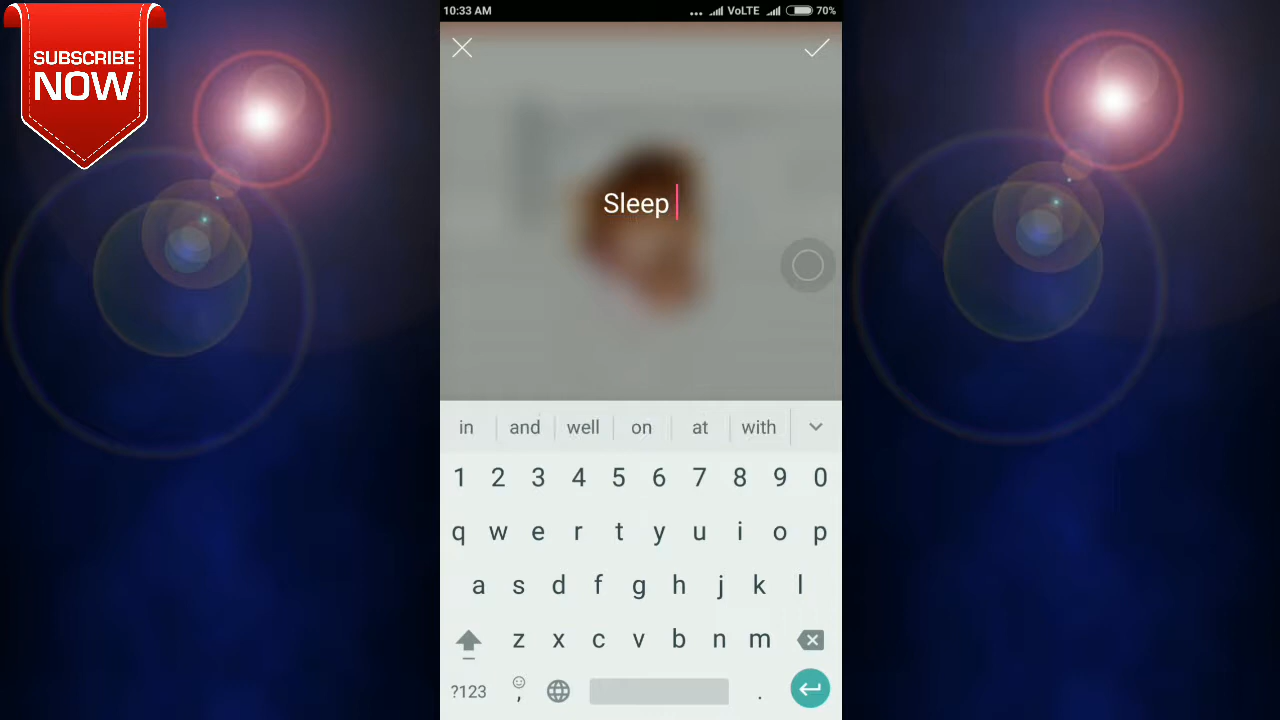 SUBSCRIBE
NOW
10:33 AM ... VoLTE 70%
Sleep
in and well on at with
1 2 3 4 5 6 7 8 9 0
q w e r t y u i o p
a s d f g h j k l
z x c v b n m
?123 , .